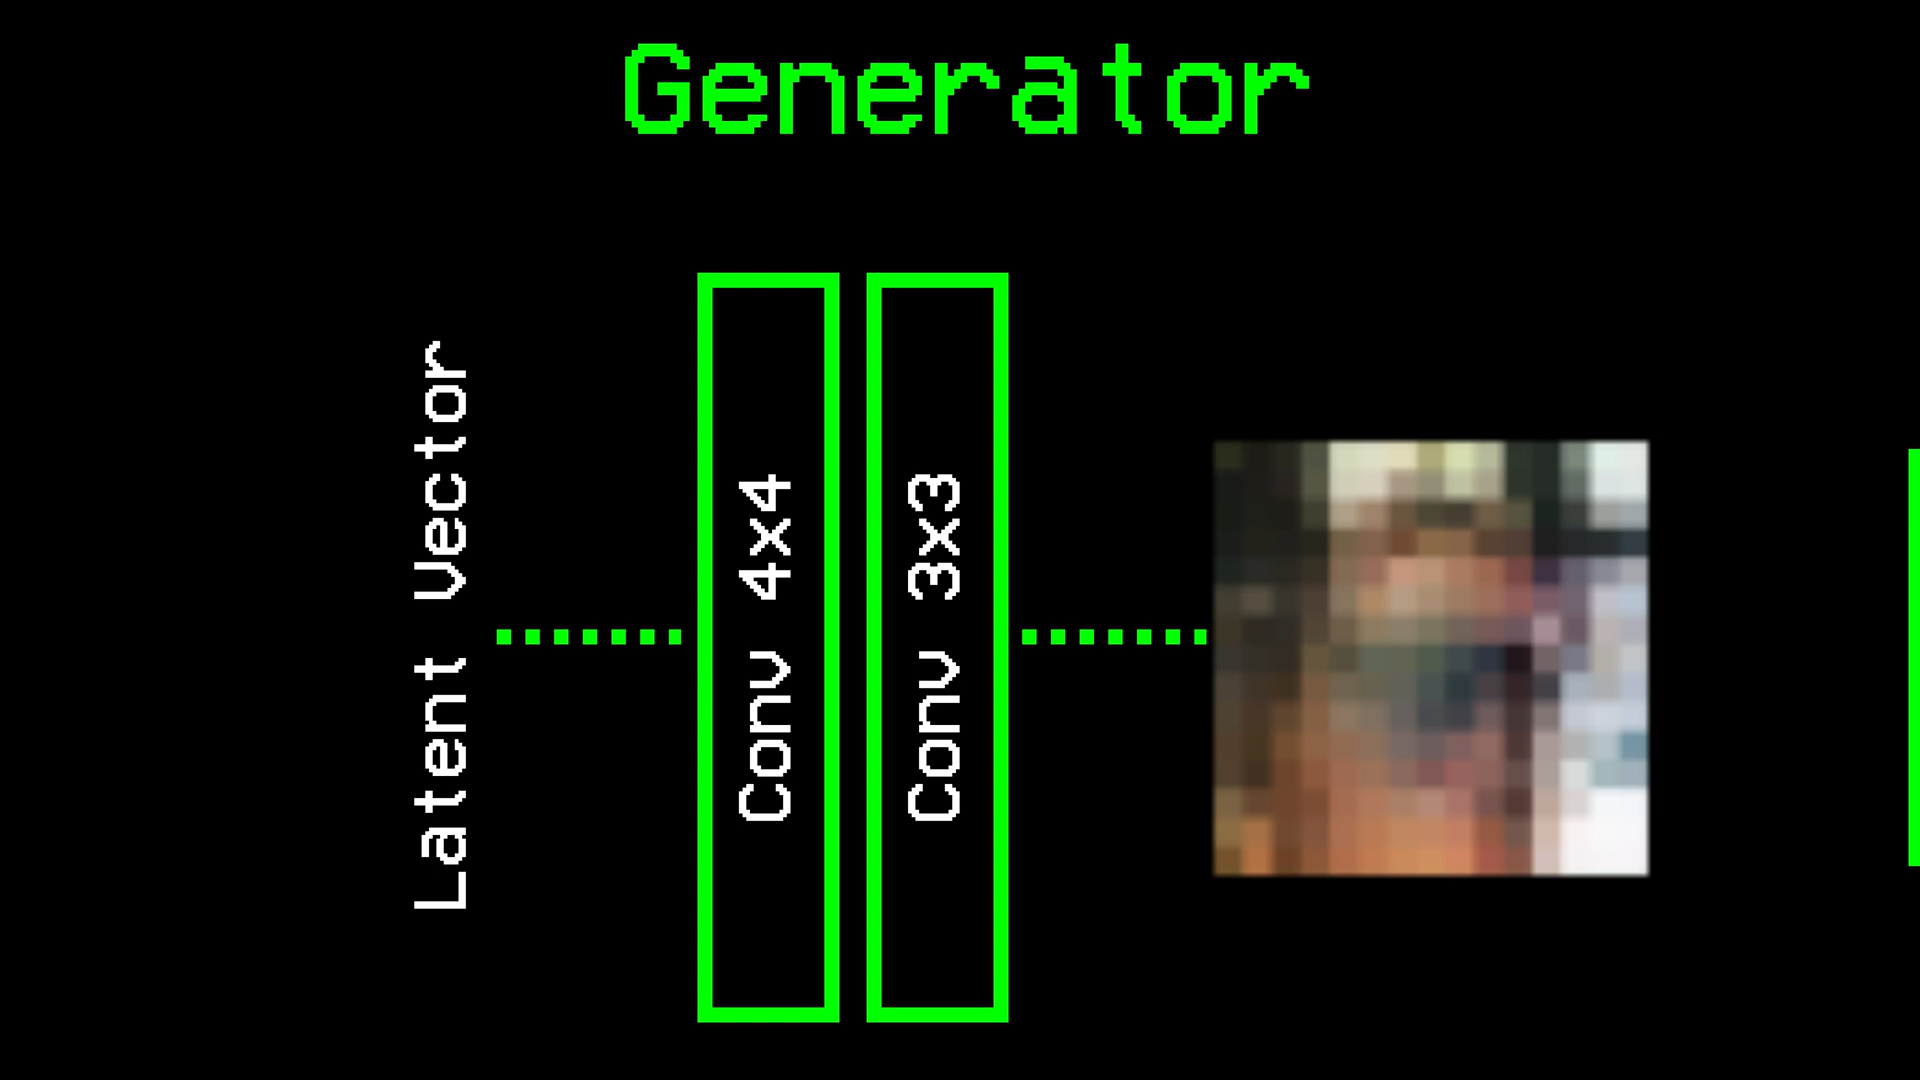 Generator
Latent Vector
Conv 4x4
Conv 3x3